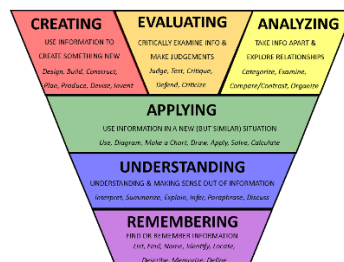 CREATING
USE INFORMATION TO
CREATE SOMETHING NEW
Design, Build, Construct,
Plan, Produce, Devise, Invent
EVALUATING
CRITICALLY EXAMINE INFO &
MAKE JUDGEMENTS
Judge, Test, Critique,
Defend, Criticize
ANALYZING
TAKE INFO APART &
EXPLORE RELATIONSHIPS
Categorize, Examine,
Compare/Contrast, Organize
APPLYING
USE INFORMATION IN A NEW (BUT SIMILAR) SITUATION
Use, Diagram, Make a Chart, Draw, Apply, Solve, Calculate
UNDERSTANDING
UNDERSTANDING & MAKING SENSE OUT OF INFORMATION
Interpret, Summarize, Explain, Infer, Paraphrase, Discuss
REMEMBERING
FIND OR REMEMBER INFORMATION
List, Find, Name, Identify, Locate,
Describe, Memorize, Define